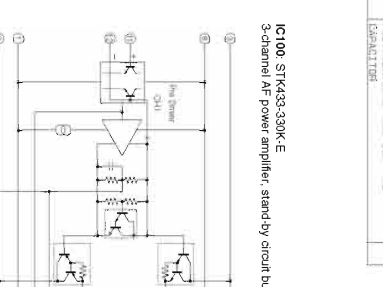 IC100: STK433-330K-E
3-channel AF power amplifier, stand-by circuit bu
Pre Driver
CH1
CAPACITOR